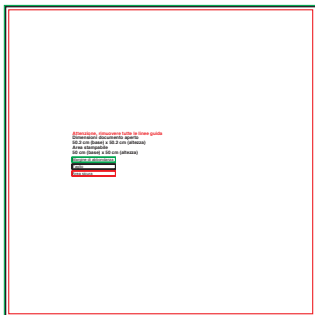 Attenzione, rimuovere tutte le linee guida
Dimensioni documento aperto
50.2 cm (base) x 50.2 cm (altezza)
Area stampabile
50 cm (base) x 50 cm (altezza)
Margine di abbondanza
Taglio
Area sicura